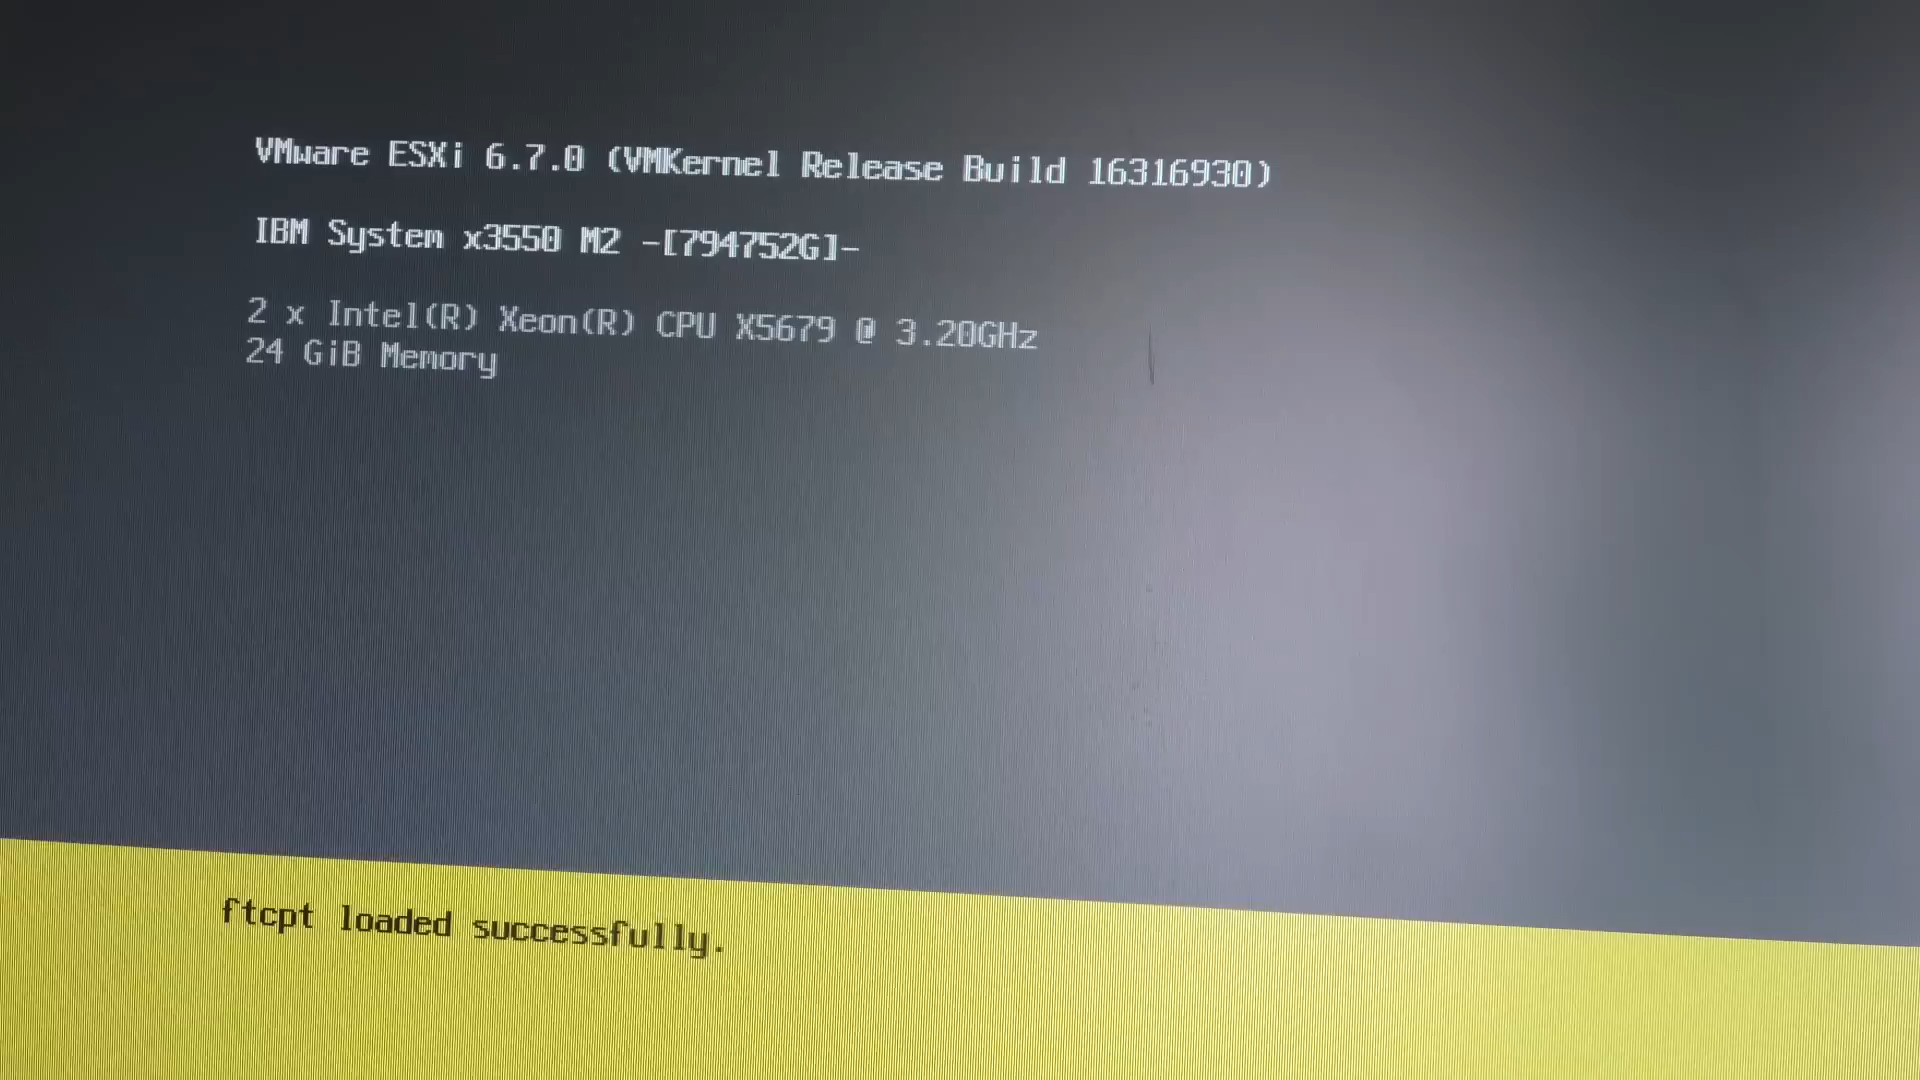 VMware ESXi 6.7.0 (VMKernel Release Build 16316930)
IBM System x3550 M2 -[794752G]-
2 x Intel(R) Xeon(R) CPU X5679 @ 3.20GHz
24 GiB Memory
ftcpt loaded successfully.